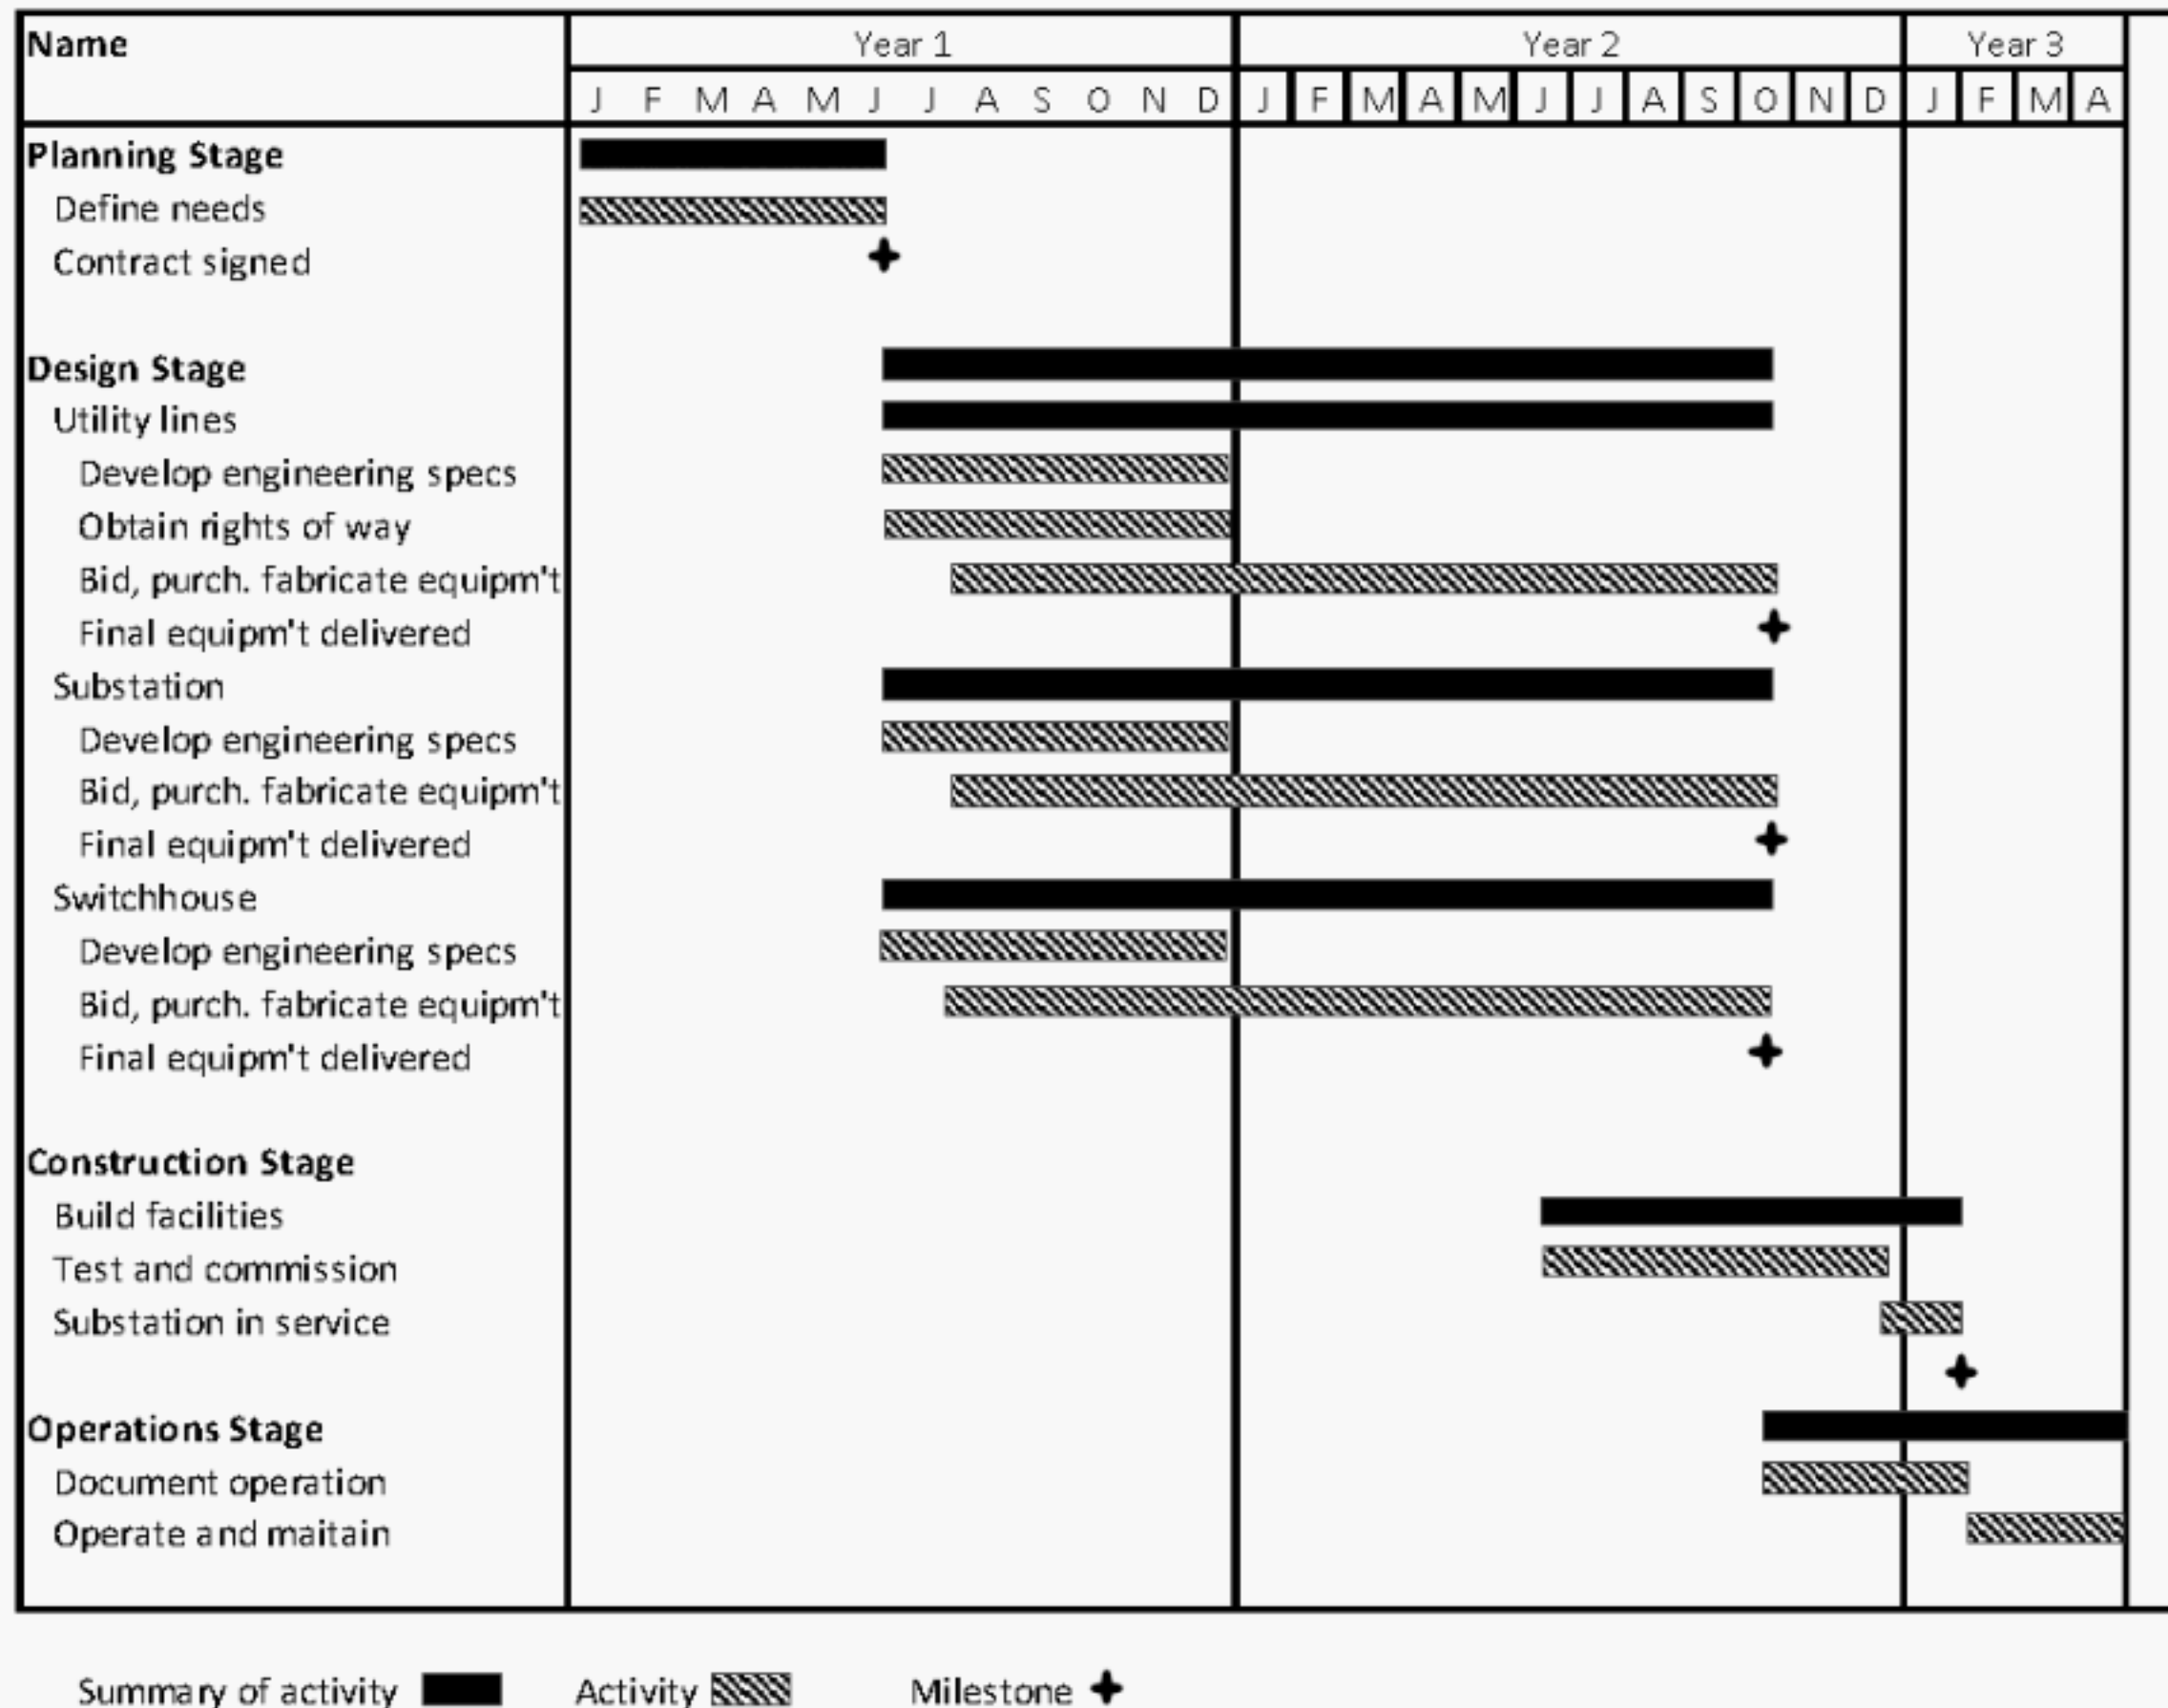 Name Year 1 Year 2 Year 3
J F M A M J J A S O N D J F M A M J J A S O N D J F M A
Planning Stage
Define needs
Contract signed
Design Stage
Utility lines
Develop engineering specs
Obtain rights of way
Bid, purch. fabricate equipm't
Final equipm't delivered
Substation
Develop engineering specs
Bid, purch. fabricate equipm't
Final equipm't delivered
Switchhouse
Develop engineering specs
Bid, purch. fabricate equipm't
Final equipm't delivered
Construction Stage
Build facilities
Test and commission
Substation in service
Operations Stage
Document operation
Operate and maitain
Summary of activity Activity Milestone